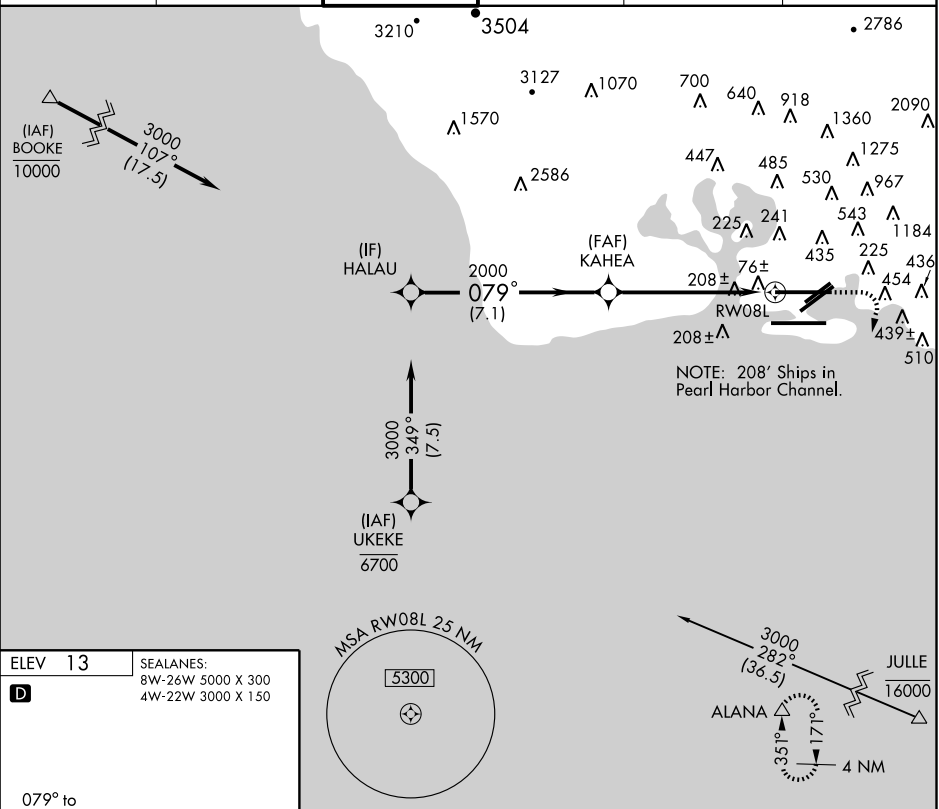 3210
3504
2786
3127
1070
700
640
918
2090
1570
1360
(IAF)
BOOKE
10000
3000
107°
(17.5)
447
485
1275
2586
530
967
225
241
543
1184
435
(IF)
HALAU
(FAF)
KAHEA
225
436
2000
079°
(7.1)
208±
76±
454
RW08L
208±
439±
510
NOTE: 208' Ships in
Pearl Harbor Channel.
3000
349°
(7.5)
(IAF)
UKEKE
6700
MSA RW08L 25 NM
5300
3000
282°
(36.5)
JULLE
16000
ALANA
351°
171°
4 NM
ELEV 13
D
SEALANES:
8W-26W 5000 X 300
4W-22W 3000 X 150
079° to